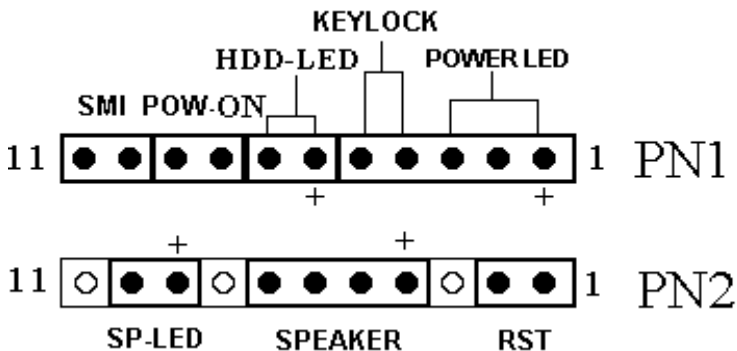 KEYLOCK
HDD-LED POWER LED
SMI POW-ON
11 1 PN1
+ +
+ +
11 1 PN2
SP-LED SPEAKER RST